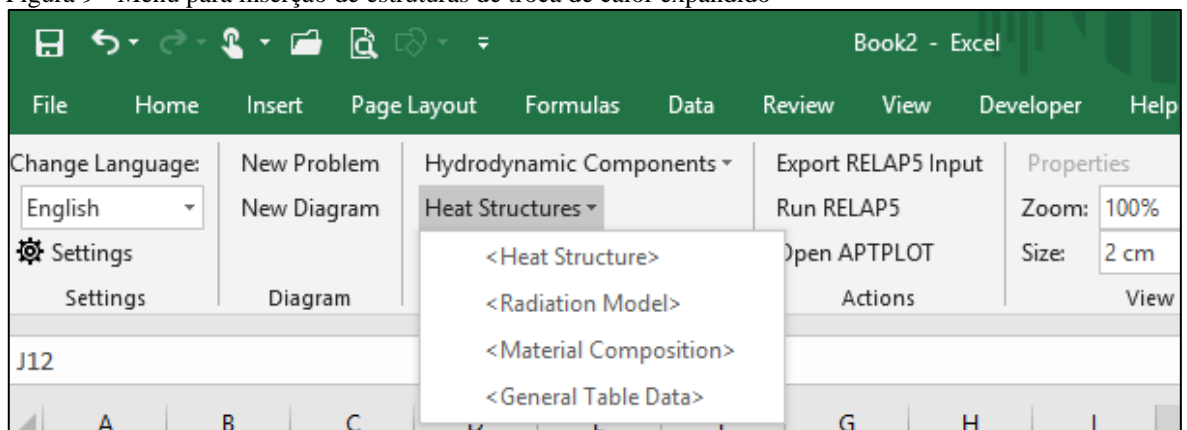 Figura 9 - Menu para inserção de estruturas de troca de calor expandido
Book2 - Excel
File Home Insert Page Layout Formulas Data Review View Developer Help
Change Language: New Problem Hydrodynamic Components Export RELAP5 Input Properties
English New Diagram Heat Structures Run RELAP5 Zoom: 100%
Settings <Heat Structure> Open APTPLOT Size: 2 cm
Settings Diagram <Radiation Model> Actions View
<Material Composition>
J12
<General Table Data>
A B C G H I